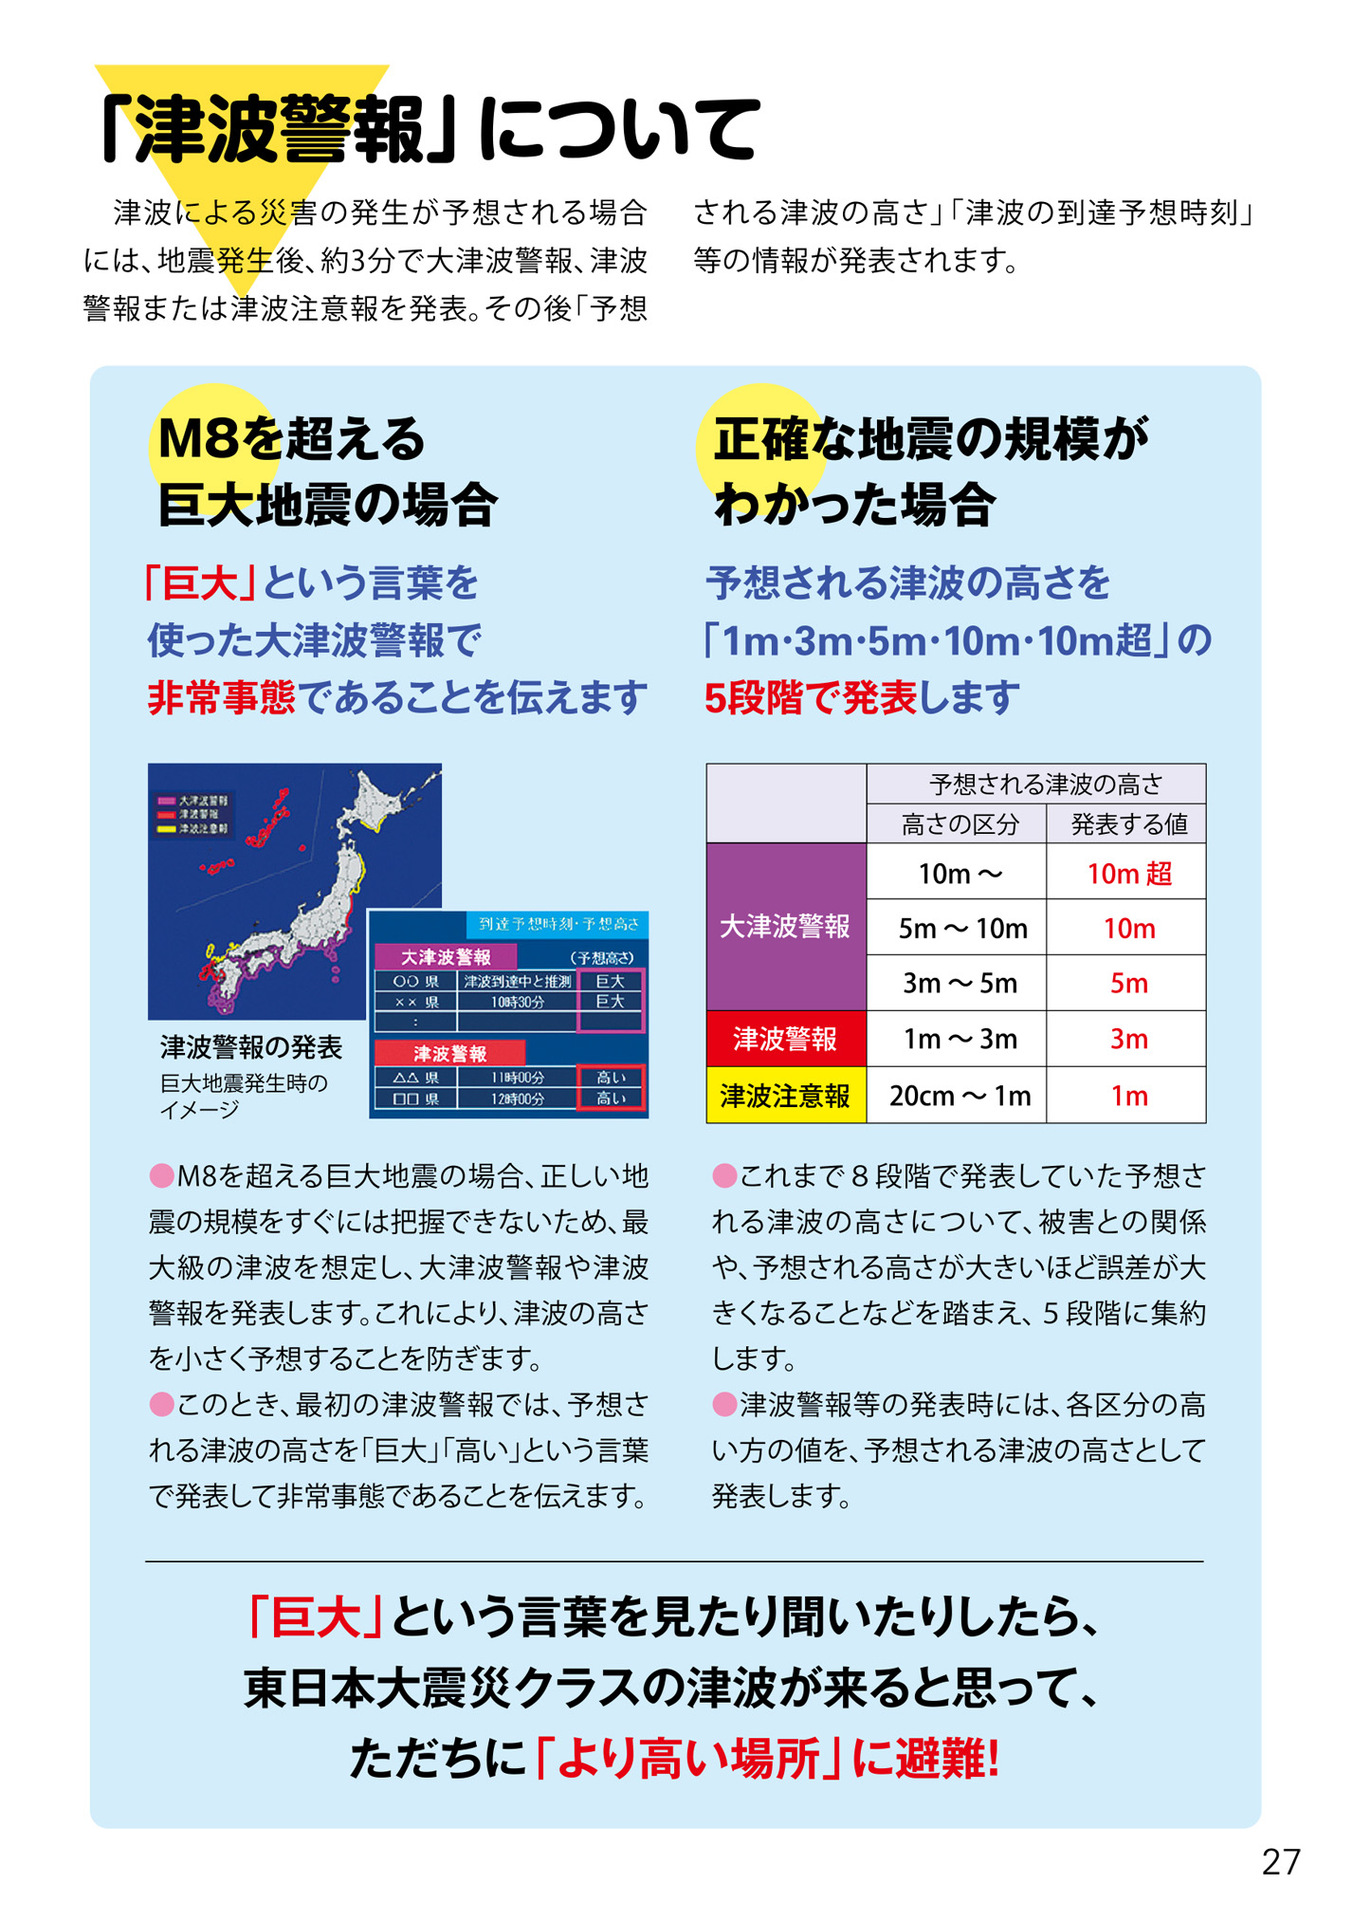 「津波警報」について
　津波による災害の発生が予想される場合
には、地震発生後、約3分で大津波警報、津波
警報または津波注意報を発表。その後「予想
される津波の高さ」「津波の到達予想時刻」
等の情報が発表されます。
M8を超える
巨大地震の場合
「巨大」という言葉を
使った大津波警報で
非常事態であることを伝えます
大津波警報
津波警報
津波注意報
到達予想時刻・予想高さ
大津波警報 （予想高さ）
○○県 津波到達中と推測 巨大
××県 10時30分 巨大
：
津波警報
△△県 11時00分 高い
□□県 12時00分 高い
津波警報の発表
巨大地震発生時の
イメージ
●M8を超える巨大地震の場合、正しい地
震の規模をすぐには把握できないため、最
大級の津波を想定し、大津波警報や津波
警報を発表します。これにより、津波の高さ
を小さく予想することを防ぎます。
●このとき、最初の津波警報では、予想さ
れる津波の高さを「巨大」「高い」という言葉
で発表して非常事態であることを伝えます。
正確な地震の規模が
わかった場合
予想される津波の高さを
「1m・3m・5m・10m・10m超」の
5段階で発表します
予想される津波の高さ
高さの区分 発表する値
大津波警報
10m～ 10m 超
5m～10m 10m
3m～5m 5m
津波警報 1m～3m 3m
津波注意報 20cm～1m 1m
●これまで8段階で発表していた予想さ
れる津波の高さについて、被害との関係
や、予想される高さが大きいほど誤差が大
きくなることなどを踏まえ、5段階に集約
します。
●津波警報等の発表時には、各区分の高
い方の値を、予想される津波の高さとして
発表します。
「巨大」という言葉を見たり聞いたりしたら、
東日本大震災クラスの津波が来ると思って、
ただちに「より高い場所」に避難!
27